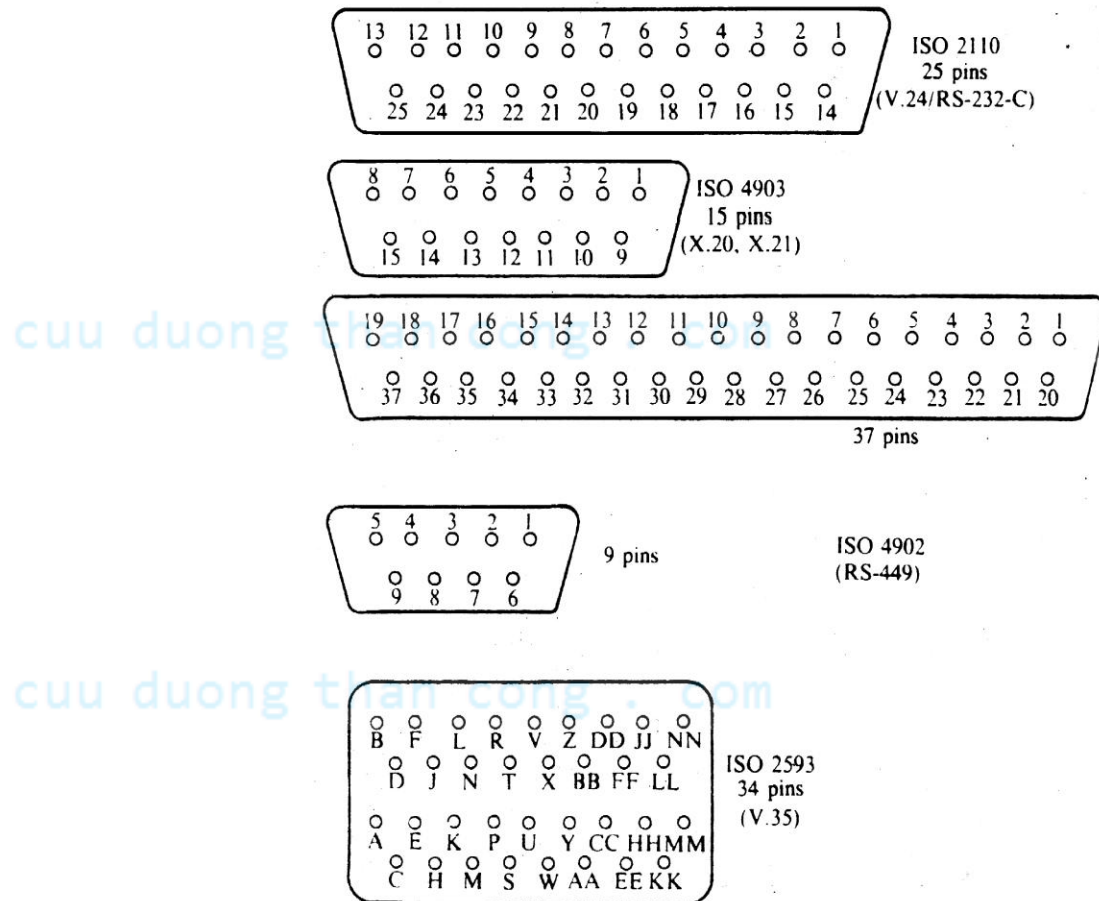 13 12 11 10 9 8 7 6 5 4 3 2 1
25 24 23 22 21 20 19 18 17 16 15 14
ISO 2110
25 pins
(V.24/RS-232-C)
8 7 6 5 4 3 2 1
15 14 13 12 11 10 9
ISO 4903
15 pins
(X.20, X.21)
cuu duong than cong . com
19 18 17 16 15 14 13 12 11 10 9 8 7 6 5 4 3 2 1
37 36 35 34 33 32 31 30 29 28 27 26 25 24 23 22 21 20
37 pins
5 4 3 2 1
9 8 7 6
9 pins
ISO 4902
(RS-449)
cuu duong than cong . com
B F L R V Z DD JJ NN
D J N T X BB FF LL
A E K P U Y CC HH MM
C H M S W AA EE KK
ISO 2593
34 pins
(V.35)